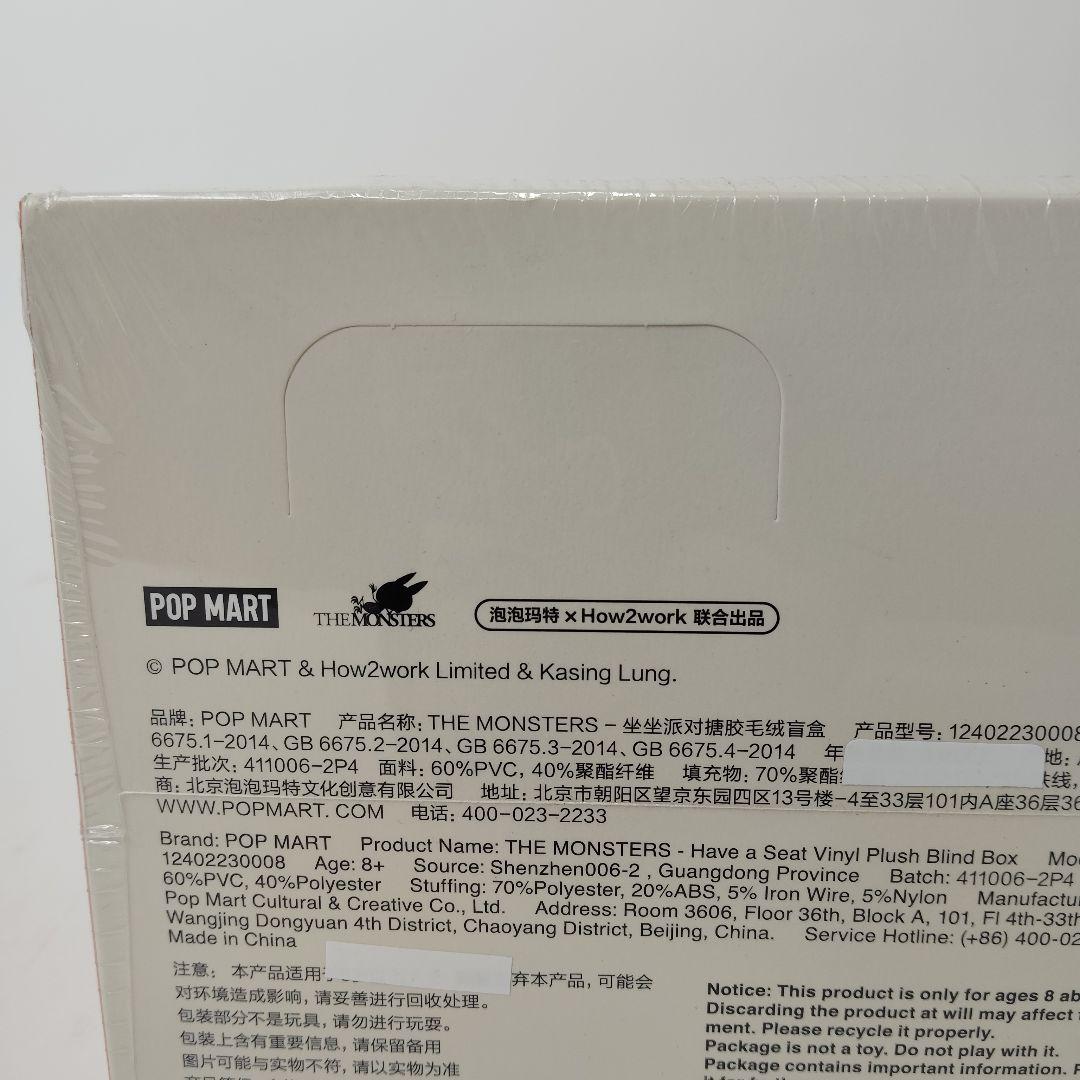 POP MART
THE MONSTERS
泡泡玛特 × How2work 联合出品
© POP MART & How2work Limited & Kasing Lung.
品牌: POP MART 产品名称: THE MONSTERS - 坐坐派对搪胶毛绒盲盒 产品型号: 12402230008
6675.1-2014、GB 6675.2-2014、GB 6675.3-2014、GB 6675.4-2014 年 地:
生产批次: 411006-2P4 面料: 60%PVC, 40%聚酯纤维 填充物: 70%聚酯 铁线,
商: 北京泡泡玛特文化创意有限公司 地址: 北京市朝阳区望京东园四区13号楼-4至33层101内A座36层36
WWW.POPMART.COM 电话: 400-023-2233
Brand: POP MART Product Name: THE MONSTERS - Have a Seat Vinyl Plush Blind Box
12402230008 Age: 8+ Source: Shenzhen006-2 , Guangdong Province Batch: 411006-2P4
60%PVC, 40%Polyester Stuffing: 70%Polyester, 20%ABS, 5% Iron Wire, 5%Nylon Manufactur
Pop Mart Cultural & Creative Co., Ltd. Address: Room 3606, Floor 36th, Block A, 101, Fl 4th-33th
Wangjing Dongyuan 4th District, Chaoyang District, Beijing, China. Service Hotline: (+86) 400-02
Made in China
注意: 本产品适用于 弃本产品, 可能会
对环境造成影响, 请妥善进行回收处理。
包装部分不是玩具, 请勿进行玩耍。
包装上含有重要信息, 请保留备用
图片可能与实物不符, 请以实物为准
Notice: This product is only for ages 8 ab
Discarding the product at will may affect
ment. Please recycle it properly.
Package is not a toy. Do not play with it.
Package contains important information.